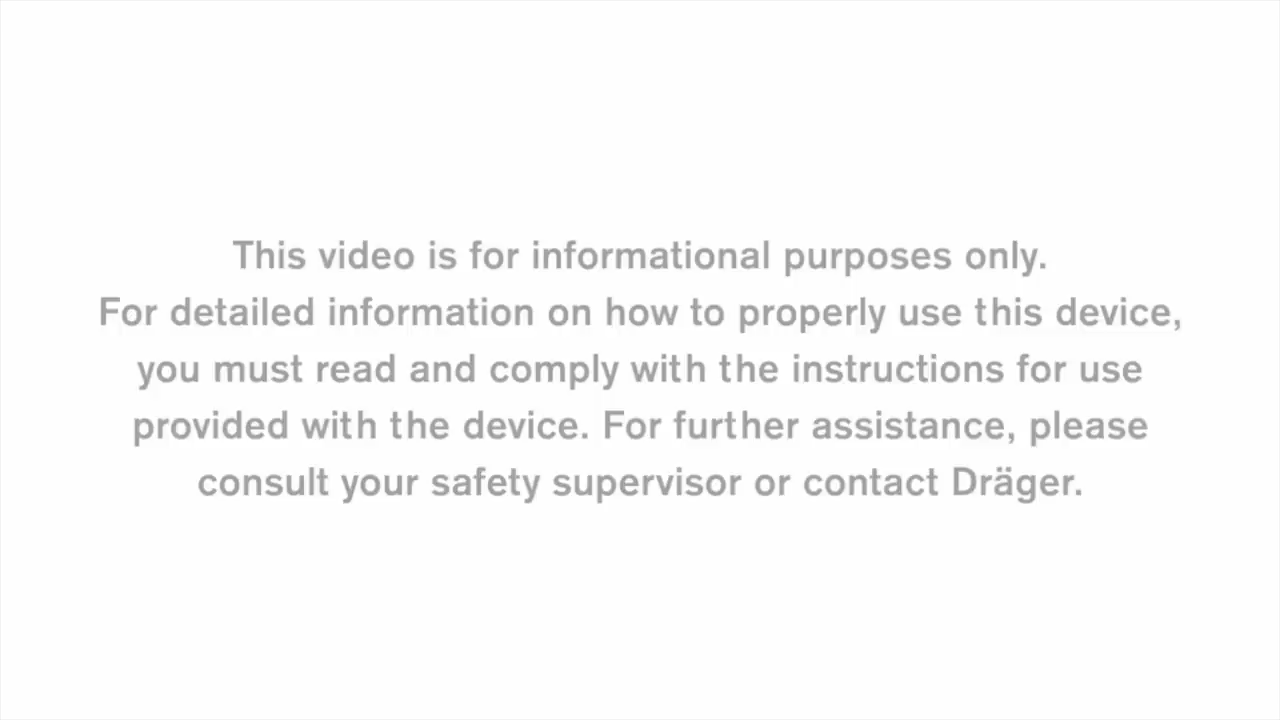 This video is for informational purposes only.
For detailed information on how to properly use this device,
you must read and comply with the instructions for use
provided with the device. For further assistance, please
consult your safety supervisor or contact Dräger.